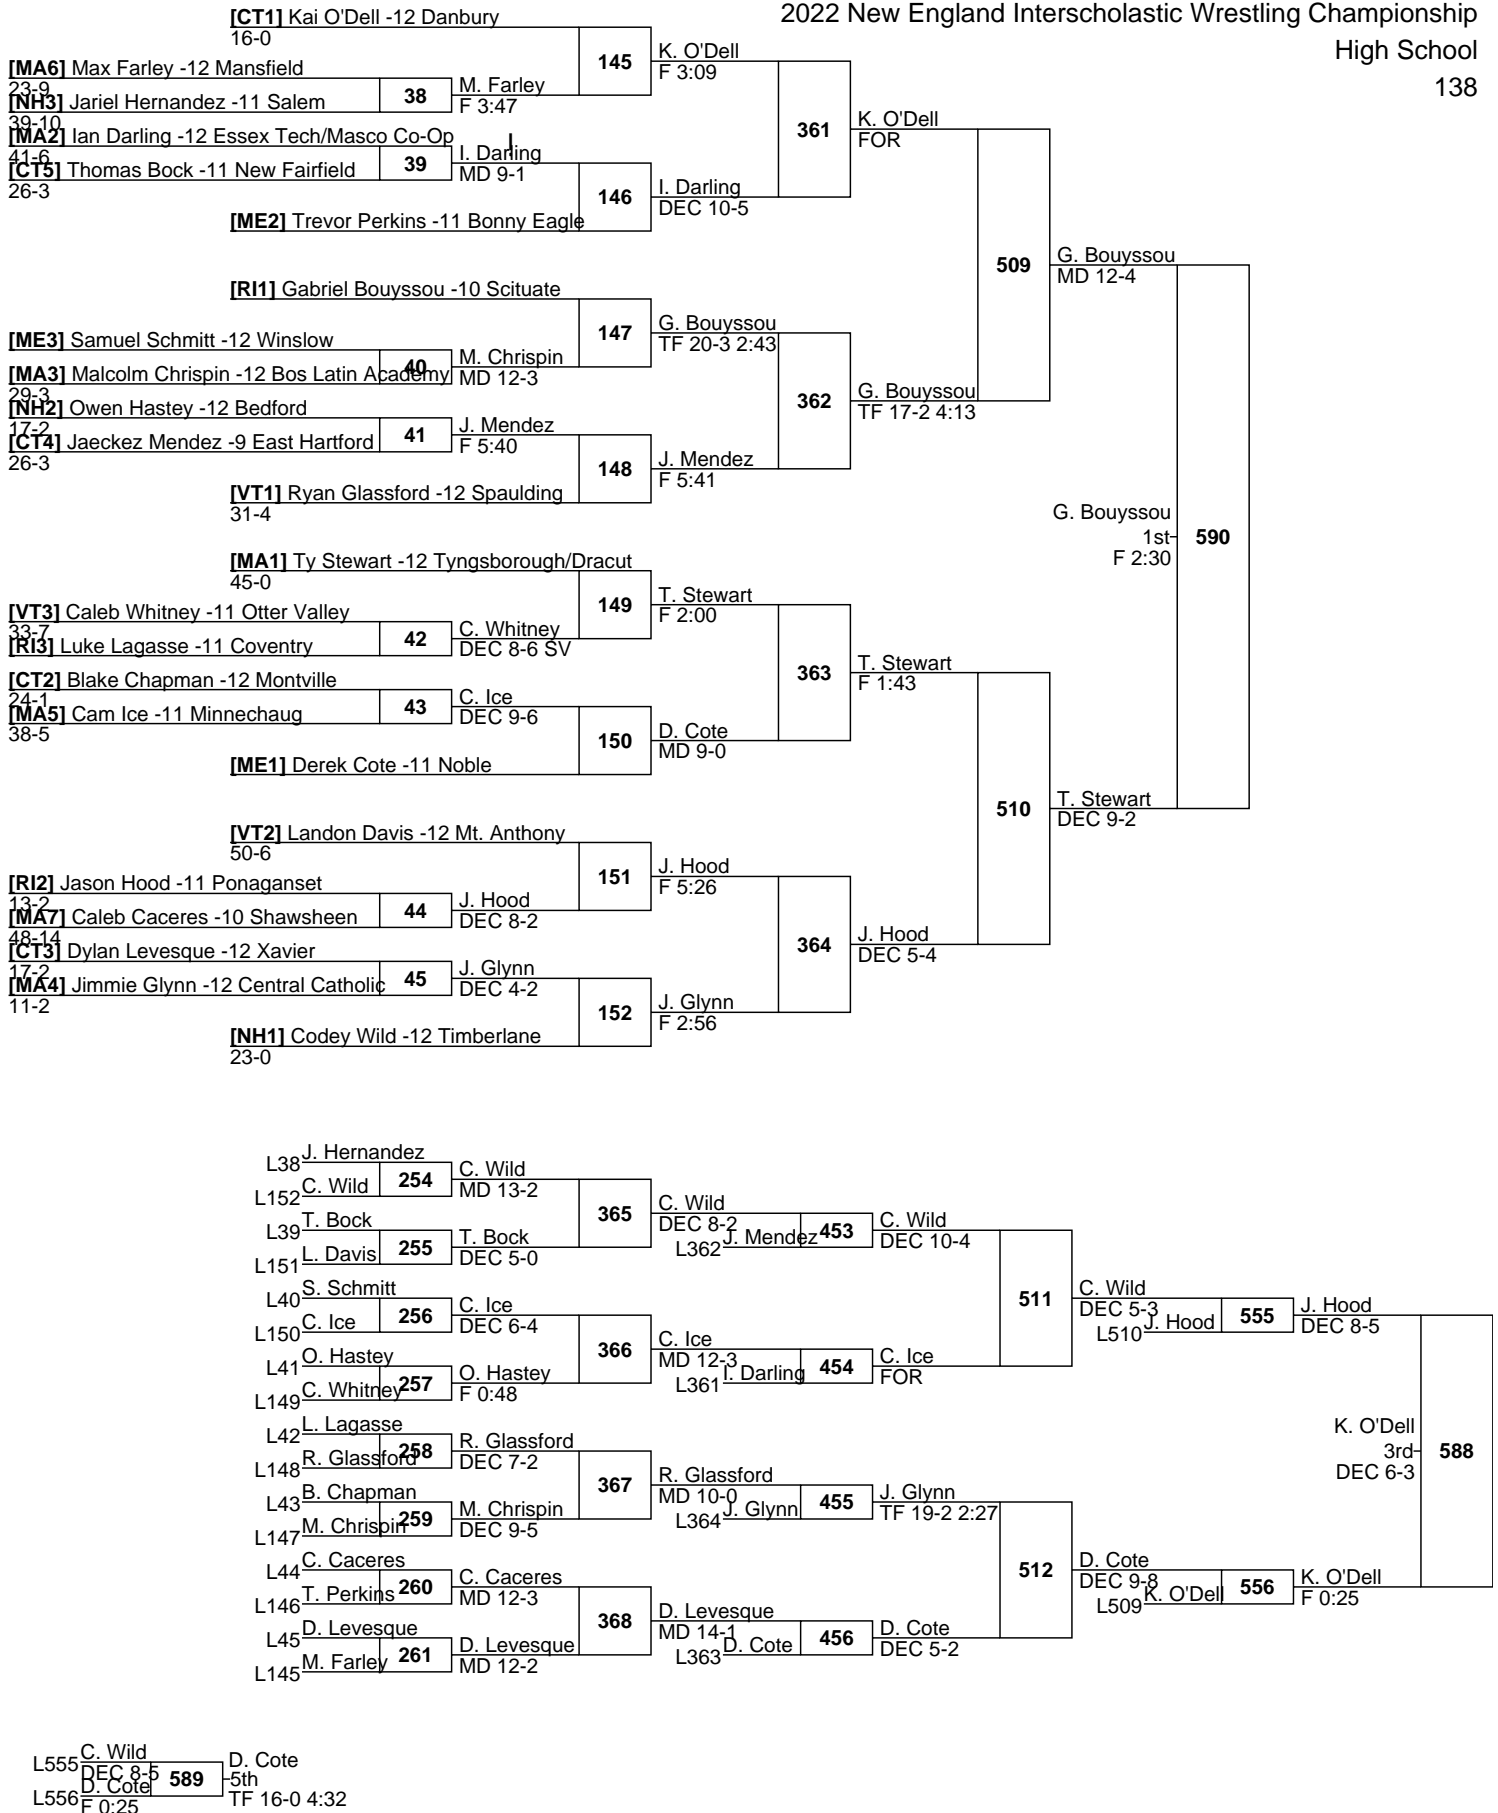 2022 New England Interscholastic Wrestling Championship
High School
138
[CT1] Kai O'Dell -12 Danbury
16-0
[MA6] Max Farley -12 Mansfield
23-9
[NH3] Jariel Hernandez -11 Salem
39-10
38
M. Farley
F 3:47
145
K. O'Dell
F 3:09
[MA2] Ian Darling -12 Essex Tech/Masco Co-Op
41-6
[CT5] Thomas Bock -11 New Fairfield
26-3
39
I. Darling
MD 9-1
[ME2] Trevor Perkins -11 Bonny Eagle
146
I. Darling
DEC 10-5
361
K. O'Dell
FOR
[RI1] Gabriel Bouyssou -10 Scituate
[ME3] Samuel Schmitt -12 Winslow
[MA3] Malcolm Chrispin -12 Bos Latin Academy
29-3
40
M. Chrispin
MD 12-3
147
G. Bouyssou
TF 20-3 2:43
[NH2] Owen Hastey -12 Bedford
17-2
[CT4] Jaeckez Mendez -9 East Hartford
26-3
41
J. Mendez
F 5:40
[VT1] Ryan Glassford -12 Spaulding
31-4
148
J. Mendez
F 5:41
362
G. Bouyssou
TF 17-2 4:13
509
G. Bouyssou
MD 12-4
[MA1] Ty Stewart -12 Tyngsborough/Dracut
45-0
[VT3] Caleb Whitney -11 Otter Valley
33-7
[RI3] Luke Lagasse -11 Coventry
42
C. Whitney
DEC 8-6 SV
149
T. Stewart
F 2:00
[CT2] Blake Chapman -12 Montville
24-1
[MA5] Cam Ice -11 Minnechaug
38-5
43
C. Ice
DEC 9-6
[ME1] Derek Cote -11 Noble
150
D. Cote
MD 9-0
363
T. Stewart
F 1:43
[VT2] Landon Davis -12 Mt. Anthony
50-6
[RI2] Jason Hood -11 Ponaganset
13-2
[MA7] Caleb Caceres -10 Shawsheen
48-14
44
J. Hood
DEC 8-2
151
J. Hood
F 5:26
[CT3] Dylan Levesque -12 Xavier
17-2
[MA4] Jimmie Glynn -12 Central Catholic
11-2
45
J. Glynn
DEC 4-2
[NH1] Codey Wild -12 Timberlane
23-0
152
J. Glynn
F 2:56
364
J. Hood
DEC 5-4
510
T. Stewart
DEC 9-2
G. Bouyssou
1st
F 2:30
590
L38 J. Hernandez
L152 C. Wild
254
C. Wild
MD 13-2
L39 T. Bock
L151 L. Davis
255
T. Bock
DEC 5-0
365
C. Wild
DEC 8-2
L362 J. Mendez
453
C. Wild
DEC 10-4
L40 S. Schmitt
L150 C. Ice
256
C. Ice
DEC 6-4
L41 O. Hastey
L149 C. Whitney
257
O. Hastey
F 0:48
366
C. Ice
MD 12-3
L361 I. Darling
454
C. Ice
FOR
511
C. Wild
DEC 5-3
L510 J. Hood
555
J. Hood
DEC 8-5
L42 L. Lagasse
L148 R. Glassford
258
R. Glassford
DEC 7-2
L43 B. Chapman
L147 M. Chrispin
259
M. Chrispin
DEC 9-5
367
R. Glassford
MD 10-0
L364 J. Glynn
455
J. Glynn
TF 19-2 2:27
L44 C. Caceres
L146 T. Perkins
260
C. Caceres
MD 12-3
L45 D. Levesque
L145 M. Farley
261
D. Levesque
MD 12-2
368
D. Levesque
MD 14-1
L363 D. Cote
456
D. Cote
DEC 5-2
512
D. Cote
DEC 9-8
L509 K. O'Dell
556
K. O'Dell
F 0:25
K. O'Dell
3rd
DEC 6-3
588
L555 C. Wild
DEC 8-5
L556 D. Cote
F 0:25
589
D. Cote
5th
TF 16-0 4:32